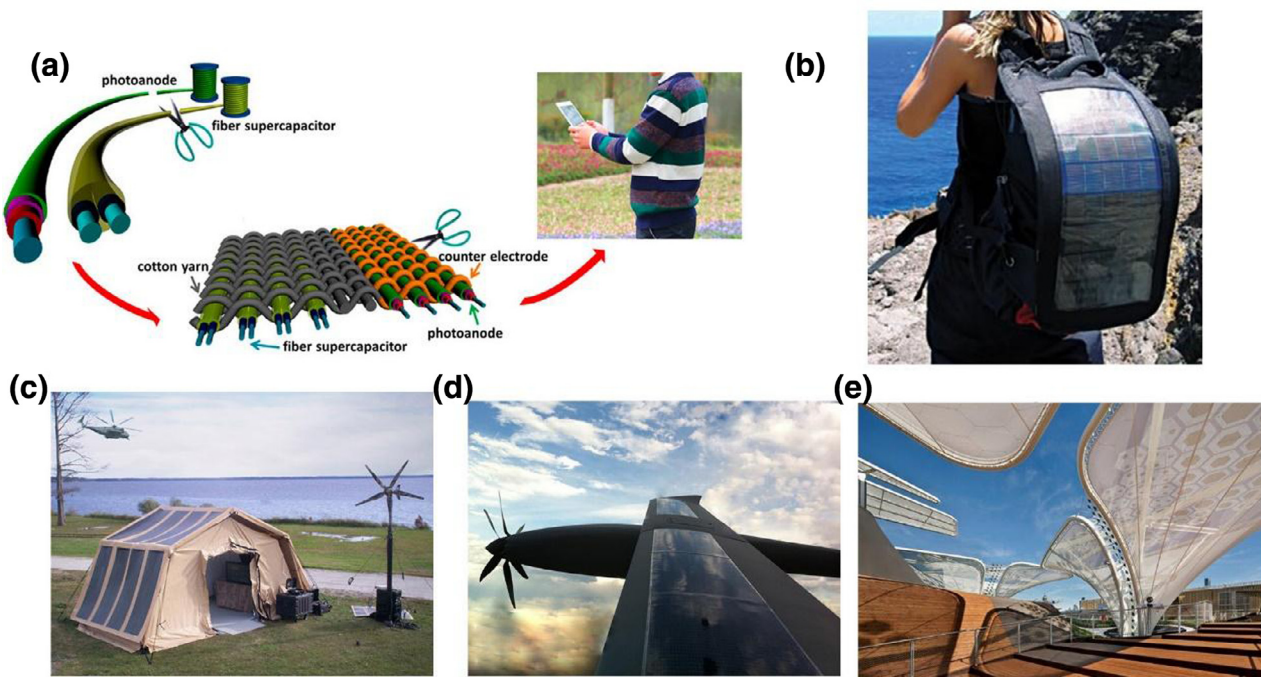 (a)
photoanode
fiber supercapacitor
cotton yarn
counter electrode
photoanode
fiber supercapacitor
(b)
(c)
(d)
(e)